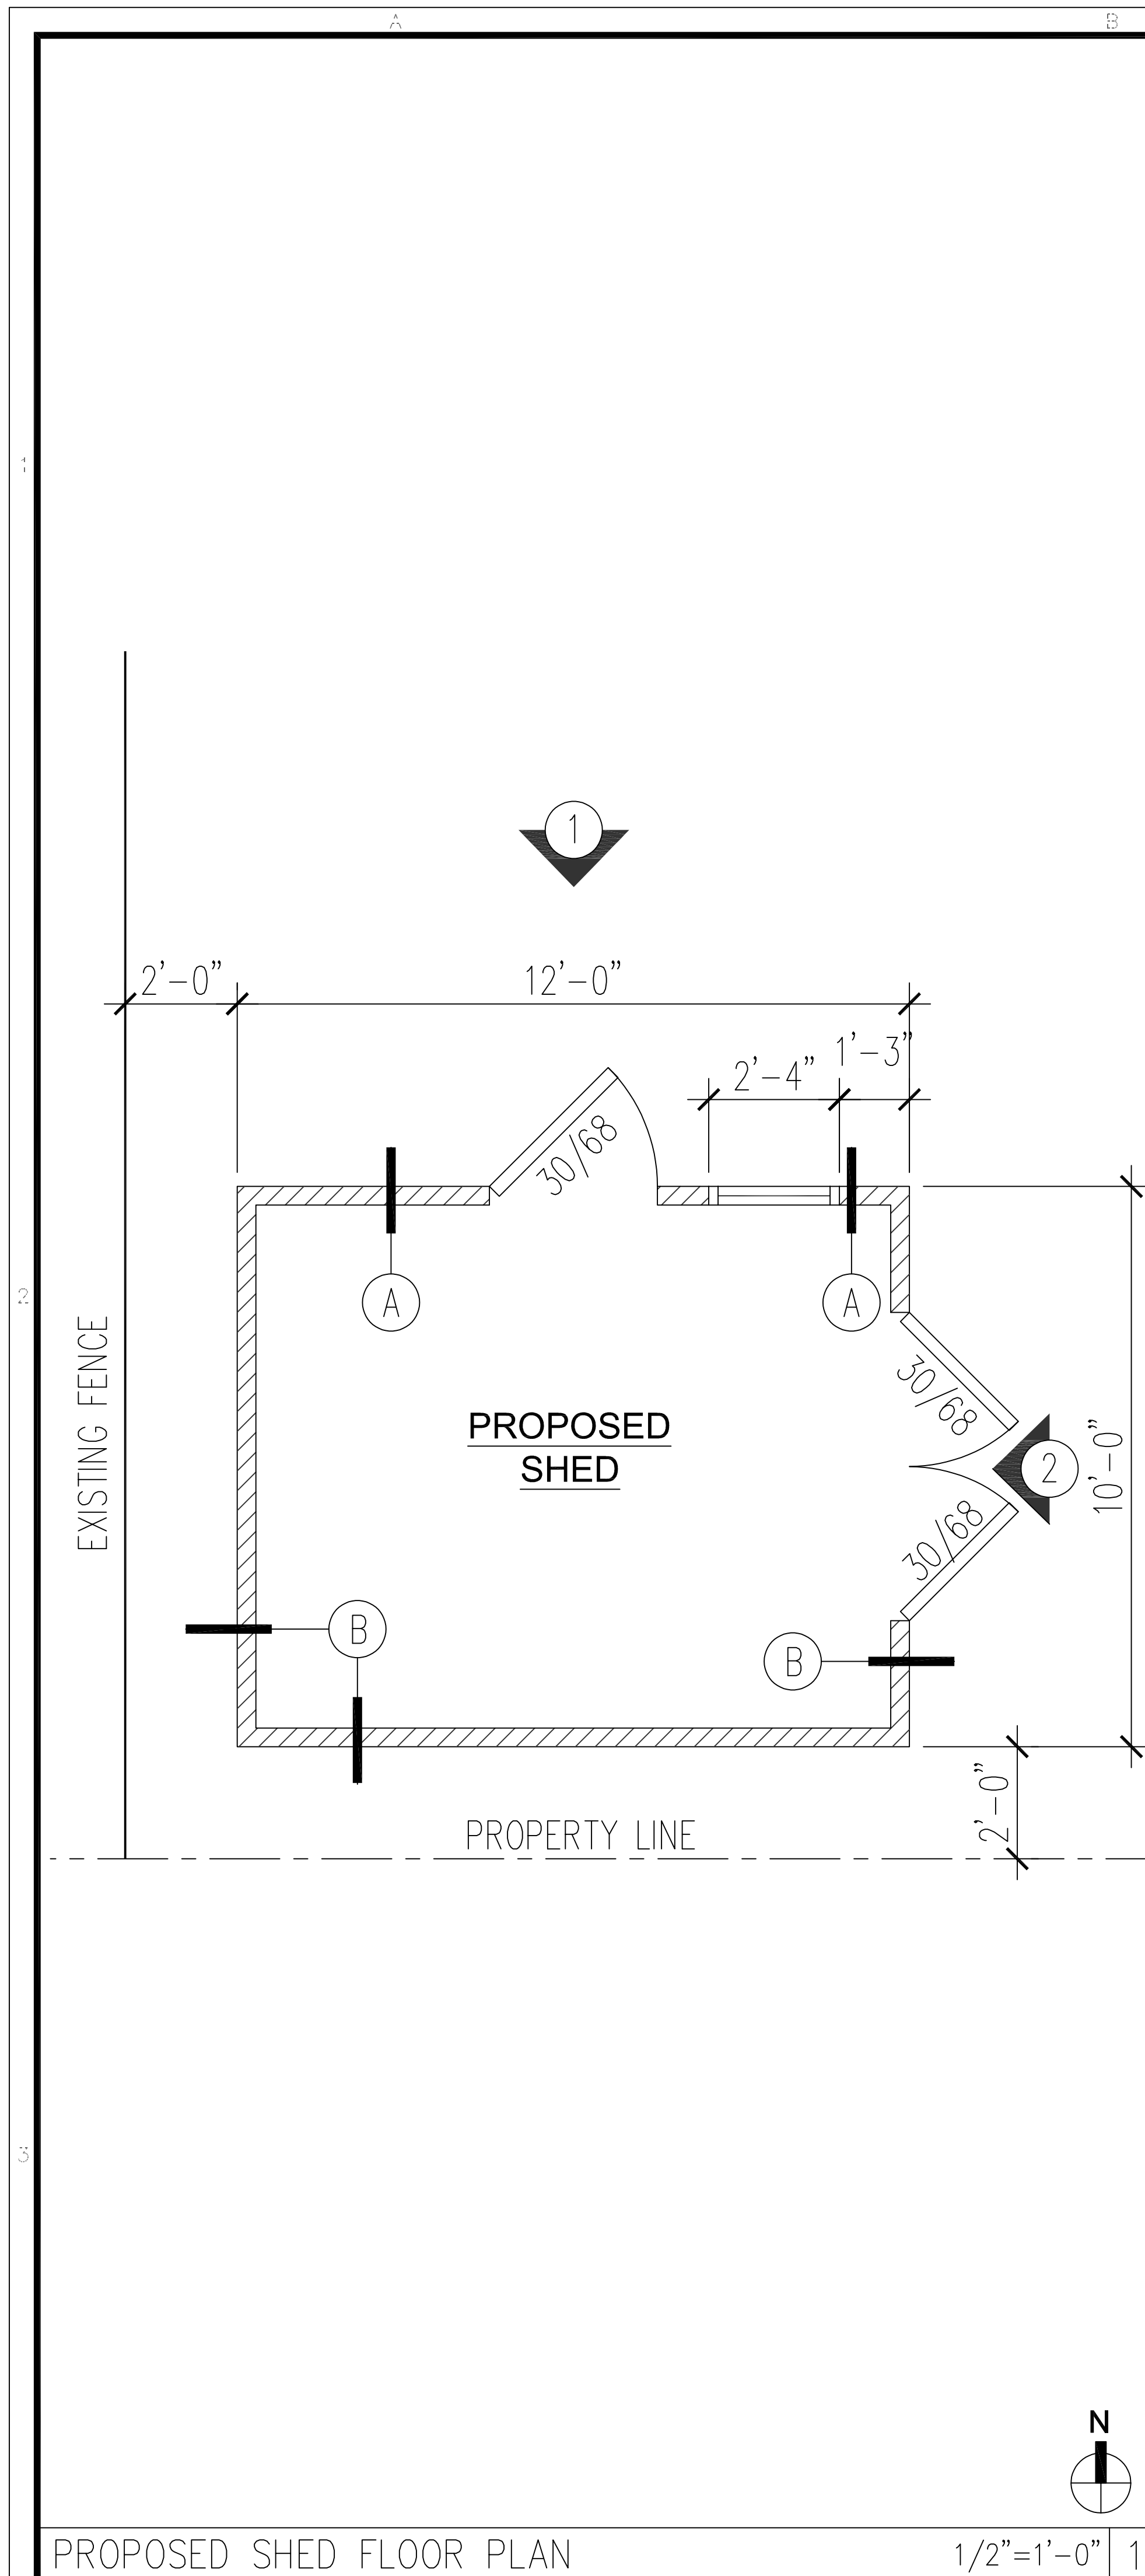 A
B
1
1
2'-0"
12'-0"
2'-4"
1'-3"
30/68
A
A
2
EXISTING FENCE
30/68
PROPOSED
SHED
2
10'-0"
30/68
B
B
2'-0"
PROPERTY LINE
3
N
PROPOSED SHED FLOOR PLAN
1/2"=1'-0"
1